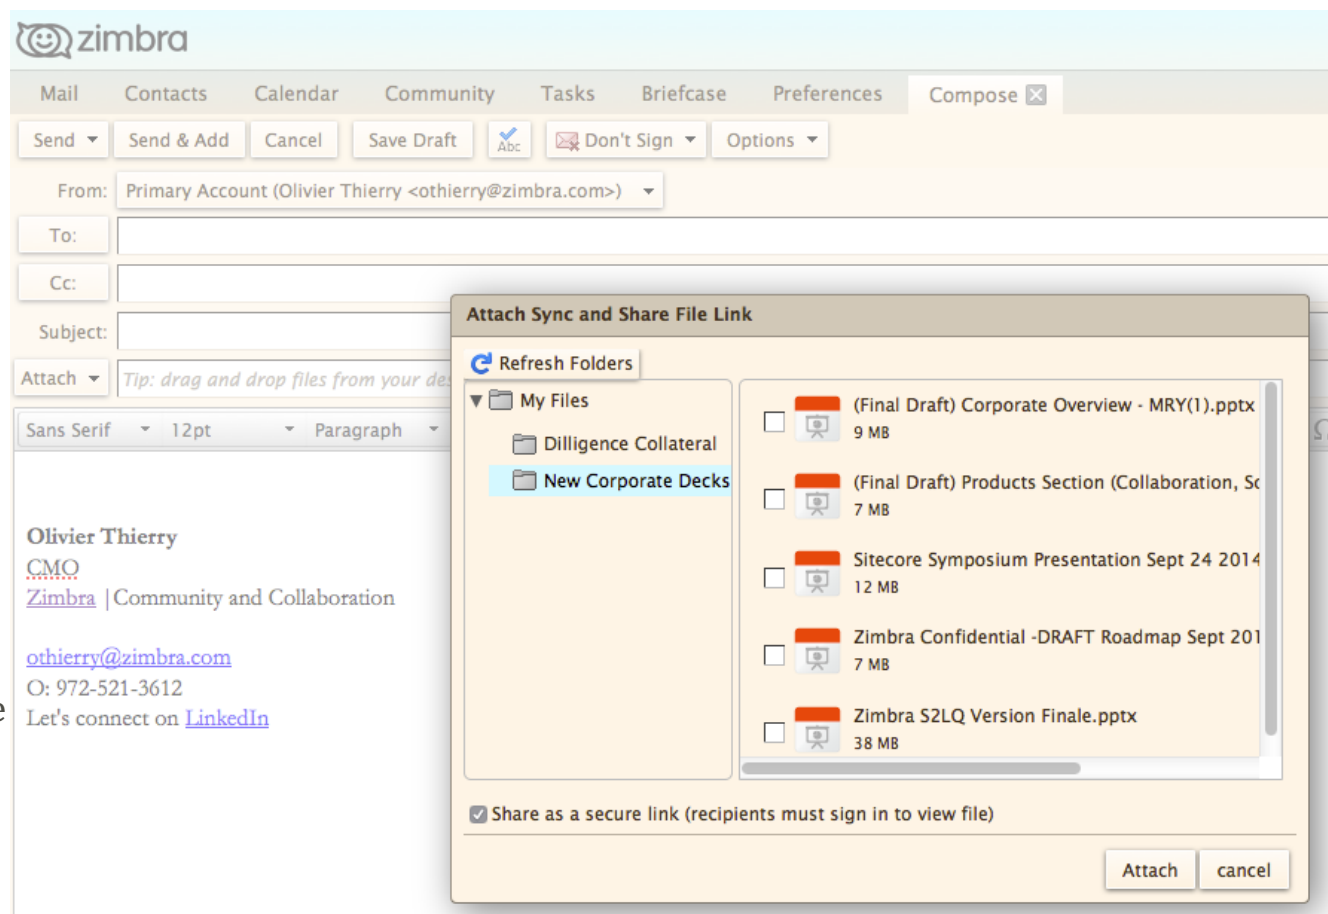 zimbra
Mail Contacts Calendar Community Tasks Briefcase Preferences Compose
Send Send & Add Cancel Save Draft Abc Don't Sign Options
From: Primary Account (Olivier Thierry <othierry@zimbra.com>)
To:
Cc:
Subject:
Attach Tip: drag and drop files from your des
Sans Serif 12pt Paragraph Ω
Olivier Thierry
CMO
Zimbra | Community and Collaboration
othierry@zimbra.com
O: 972-521-3612
e Let's connect on LinkedIn
Attach Sync and Share File Link
Refresh Folders
My Files
Dilligence Collateral
New Corporate Decks
(Final Draft) Corporate Overview - MRY(1).pptx
9 MB
(Final Draft) Products Section (Collaboration, So
7 MB
Sitecore Symposium Presentation Sept 24 2014
12 MB
Zimbra Confidential -DRAFT Roadmap Sept 201
7 MB
Zimbra S2LQ Version Finale.pptx
38 MB
Share as a secure link (recipients must sign in to view file)
Attach cancel